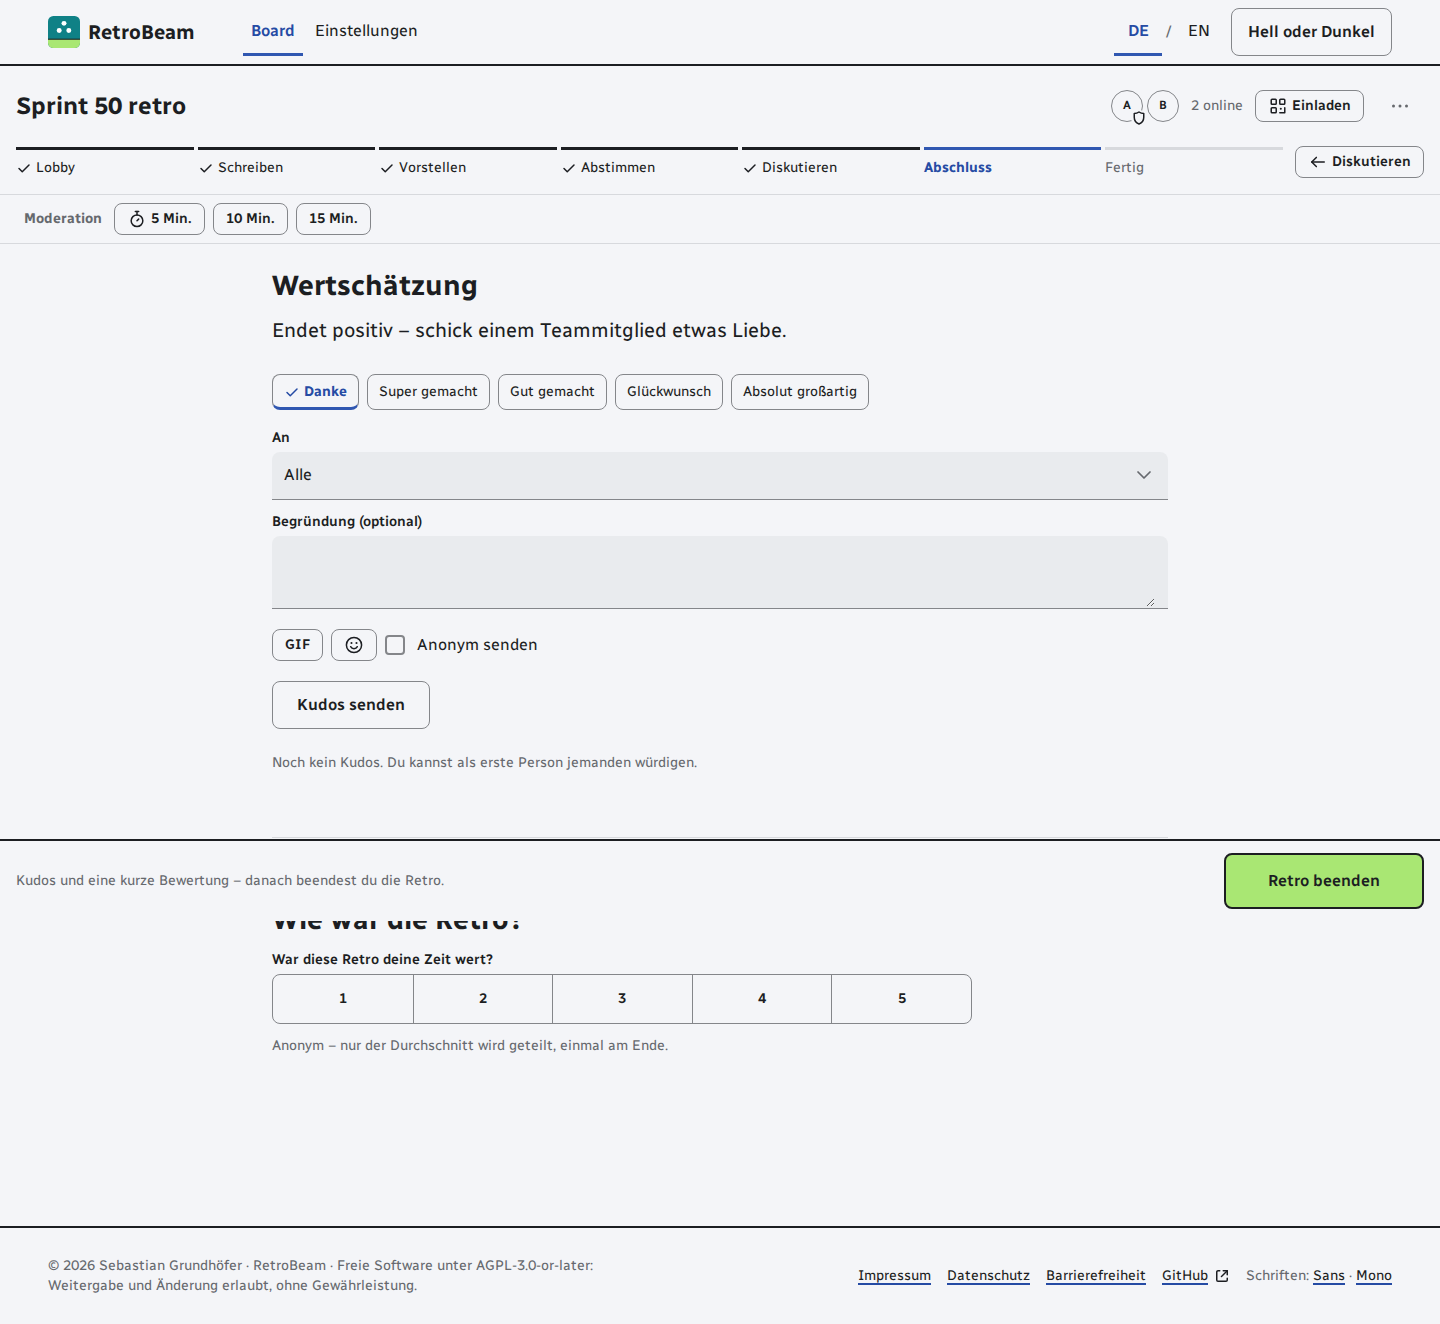 RetroBeam
Board
Einstellungen
DE / EN
Hell oder Dunkel
Sprint 50 retro
A
B
2 online
Einladen
Lobby
Schreiben
Vorstellen
Abstimmen
Diskutieren
Abschluss
Fertig
Diskutieren
Moderation
5 Min.
10 Min.
15 Min.
Wertschätzung
Endet positiv – schick einem Teammitglied etwas Liebe.
Danke
Super gemacht
Gut gemacht
Glückwunsch
Absolut großartig
An
Alle
Begründung (optional)
GIF
Anonym senden
Kudos senden
Noch kein Kudos. Du kannst als erste Person jemanden würdigen.
Kudos und eine kurze Bewertung – danach beendest du die Retro.
Retro beenden
Wie war die Retro?
War diese Retro deine Zeit wert?
1
2
3
4
5
Anonym – nur der Durchschnitt wird geteilt, einmal am Ende.
© 2026 Sebastian Grundhöfer · RetroBeam · Freie Software unter AGPL-3.0-or-later:
Weitergabe und Änderung erlaubt, ohne Gewährleistung.
Impressum
Datenschutz
Barrierefreiheit
GitHub
Schriften: Sans · Mono